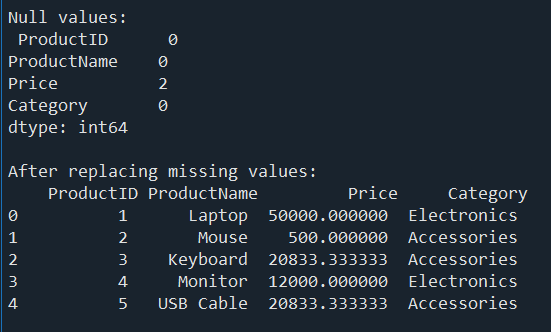 Null values:
 ProductID      0
ProductName    0
Price          2
Category       0
dtype: int64

After replacing missing values:
    ProductID ProductName         Price     Category
0          1      Laptop  50000.000000  Electronics
1          2       Mouse    500.000000  Accessories
2          3    Keyboard  20833.333333  Accessories
3          4     Monitor  12000.000000  Electronics
4          5   USB Cable  20833.333333  Accessories